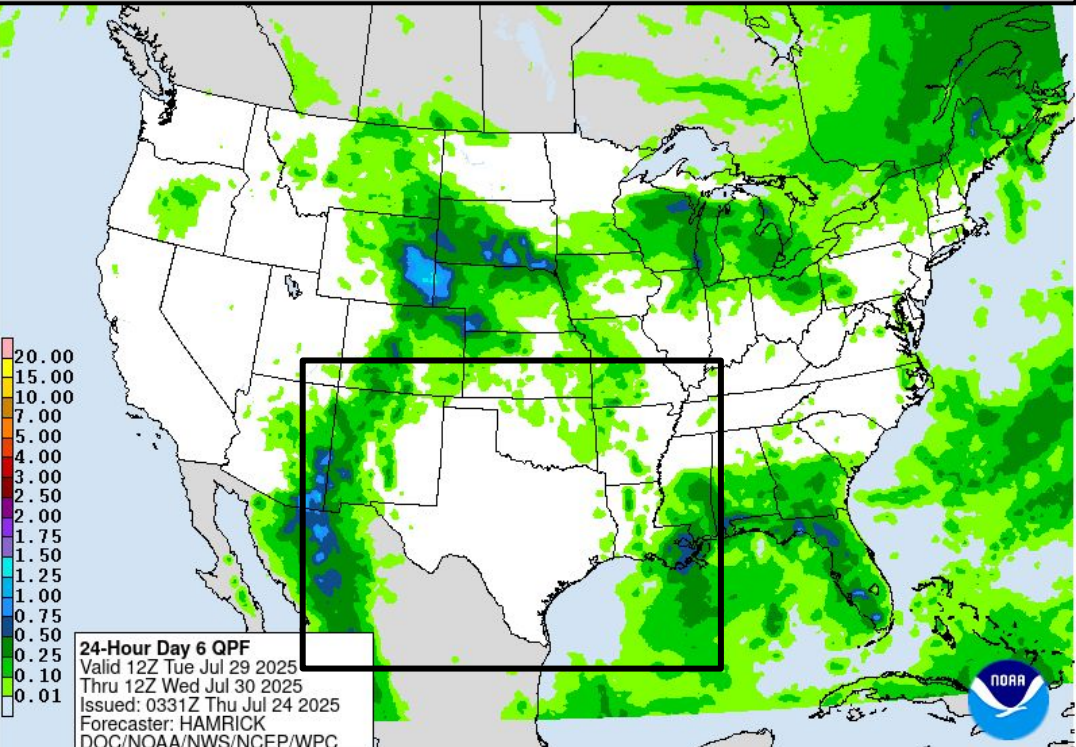 20.00
15.00
10.00
7.00
5.00
4.00
3.00
2.50
2.00
1.75
1.50
1.25
1.00
0.75
0.50
0.25
0.10
0.01
24-Hour Day 6 QPF
Valid 12Z Tue Jul 29 2025
Thru 12Z Wed Jul 30 2025
Issued: 0331Z Thu Jul 24 2025
Forecaster: HAMRICK
DOC/NOAA/NWS/NCEP/WPC
NOAA